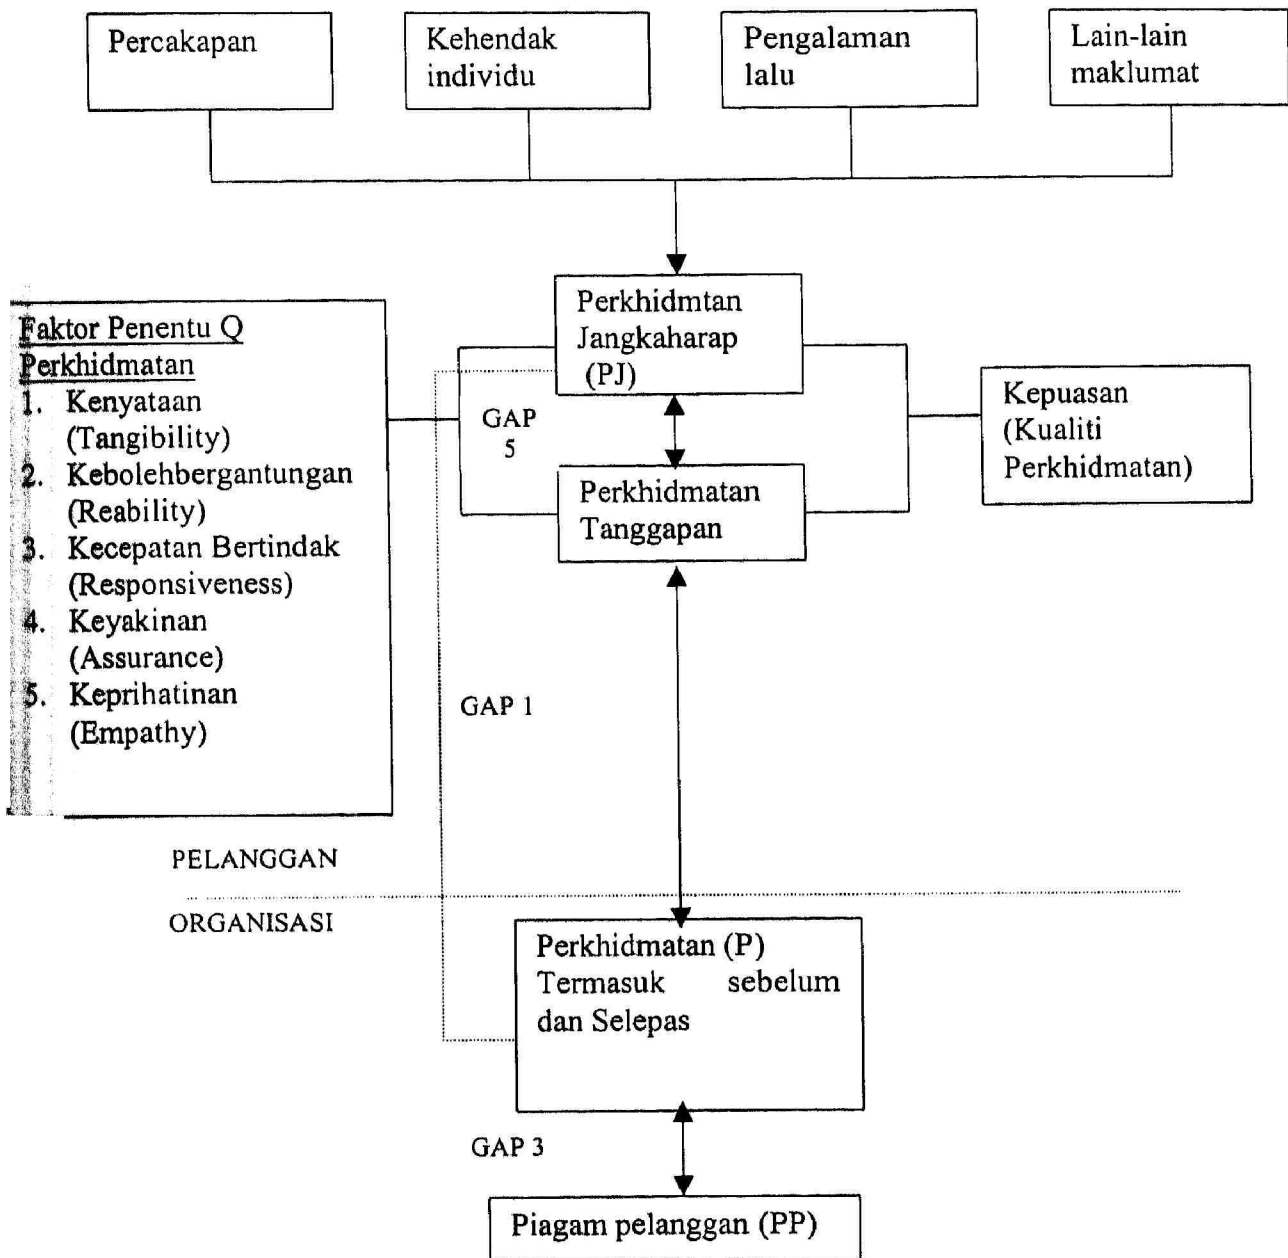 Percakapan
Kehendak
individu
Pengalaman
lalu
Lain-lain
maklumat
Perkhidmtan
Jangkaharap
(PJ)
Faktor Penentu Q
Perkhidmatan
1. Kenyataan
(Tangibility)
2. Kebolehbergantungan
(Reability)
3. Kecepatan Bertindak
(Responsiveness)
4. Keyakinan
(Assurance)
5. Keprihatinan
(Empathy)
GAP
5
Kepuasan
(Kualiti
Perkhidmatan)
Perkhidmatan
Tanggapan
GAP 1
PELANGGAN
ORGANISASI
Perkhidmatan (P)
Termasuk sebelum
dan Selepas
GAP 3
Piagam pelanggan (PP)